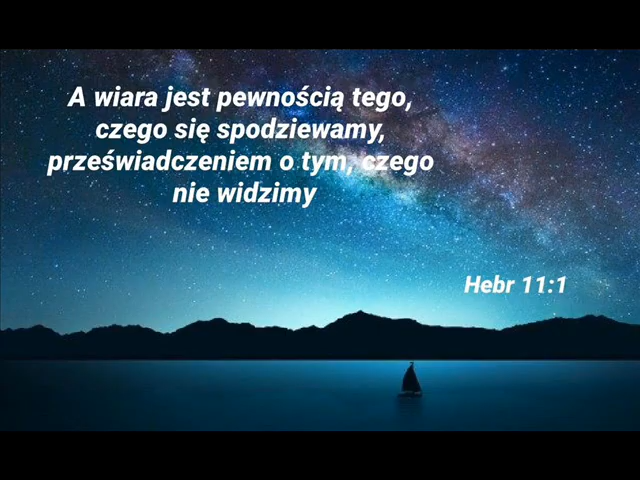 A wiara jest pewnością tego,
czego się spodziewamy,
przeświadczeniem o tym, czego
nie widzimy
Hebr 11:1